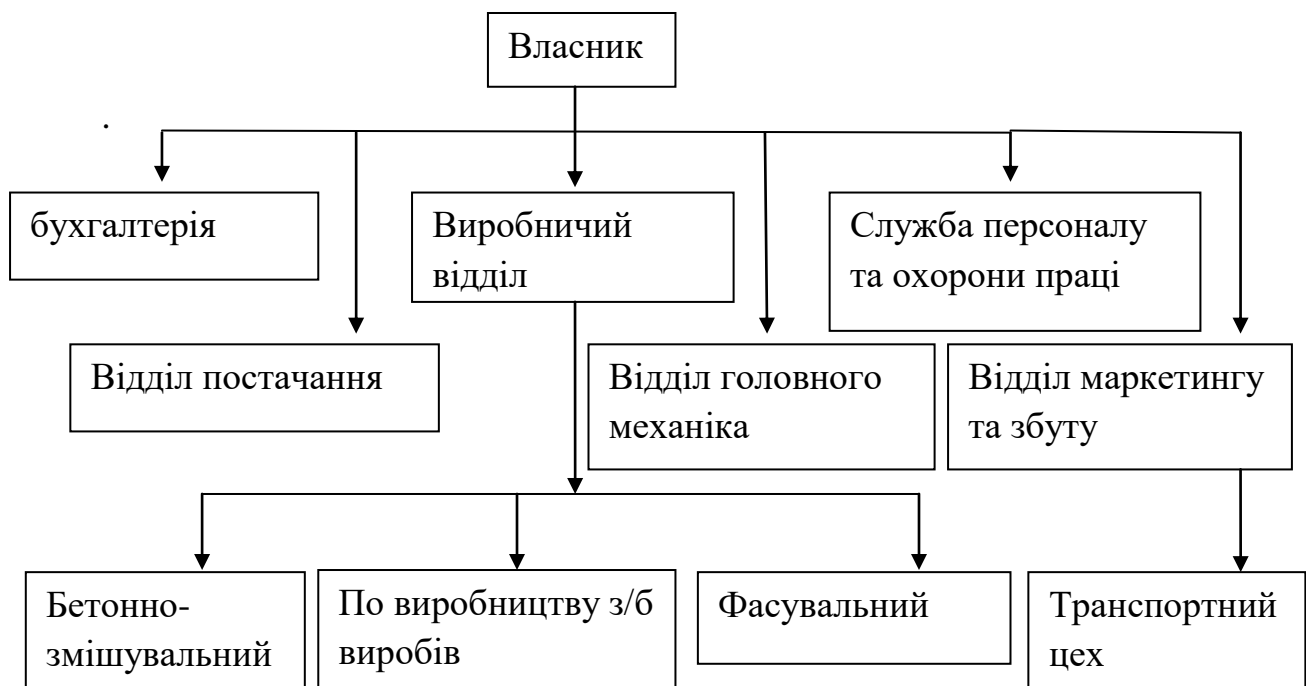 Власник
.
бухгалтерія
Виробничий
відділ
Служба персоналу
та охорони праці
Відділ постачання
Відділ головного
механіка
Відділ маркетингу
та збуту
Бетонно-
змішувальний
По виробництву з/б
виробів
Фасувальний
Транспортний
цех